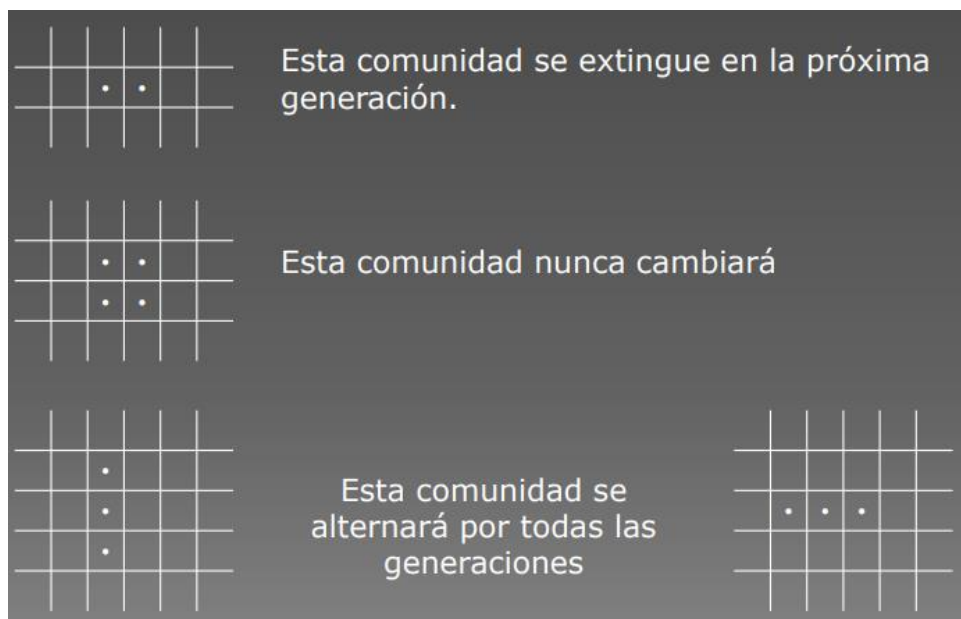 Esta comunidad se extingue en la próxima
generación.
Esta comunidad nunca cambiará
Esta comunidad se
alternará por todas las
generaciones